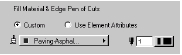 Fill Material & Edge Pen of Cuts
Custom Use Element Attributes
Paving-Asphal... 1